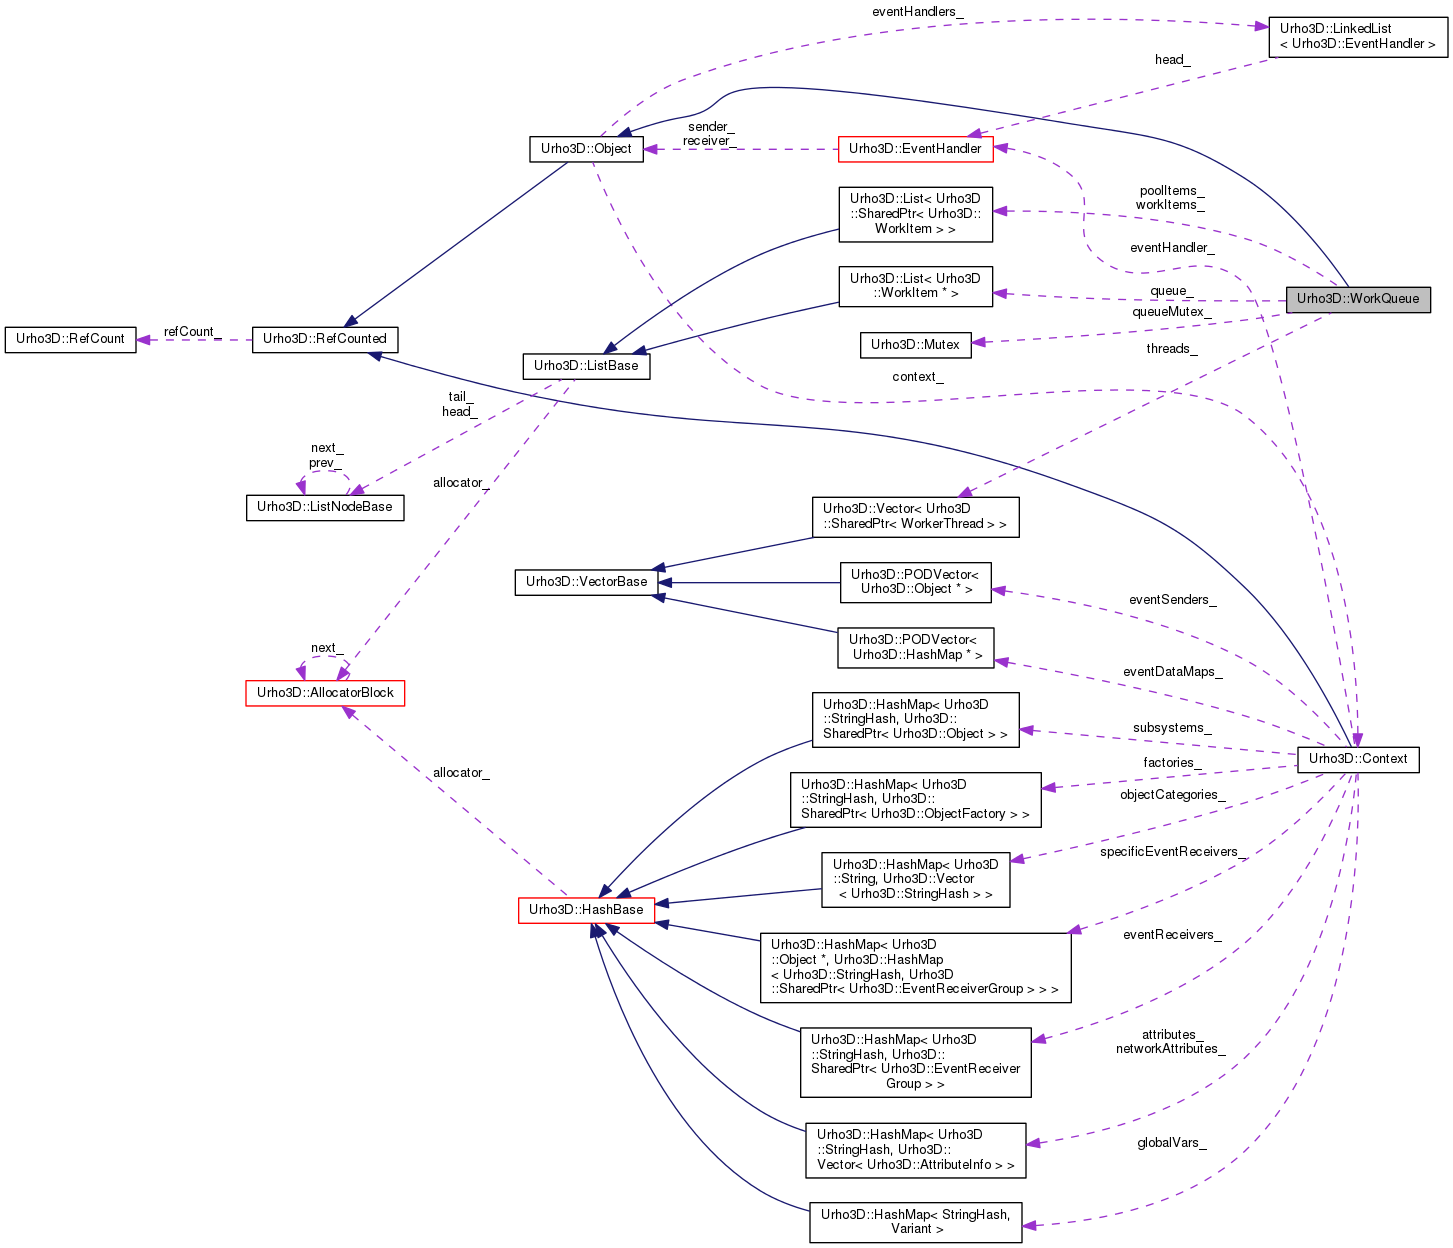 eventHandlers_
Urho3D::LinkedList
< Urho3D::EventHandler >
head_
sender_
receiver_
Urho3D::Object
Urho3D::EventHandler
poolItems_
workItems_
Urho3D::List< Urho3D
::SharedPtr< Urho3D::
WorkItem > >
eventHandler_
Urho3D::List< Urho3D
::WorkItem * >
queue_
Urho3D::WorkQueue
queueMutex_
Urho3D::RefCount
refCount_
Urho3D::RefCounted
Urho3D::Mutex
threads_
Urho3D::ListBase
context_
tail_
head_
next_
prev_
allocator_
Urho3D::ListNodeBase
Urho3D::Vector< Urho3D
::SharedPtr< WorkerThread > >
Urho3D::VectorBase
Urho3D::PODVector<
Urho3D::Object * >
eventSenders_
Urho3D::PODVector<
Urho3D::HashMap * >
next_
eventDataMaps_
Urho3D::AllocatorBlock
Urho3D::HashMap< Urho3D
::StringHash, Urho3D::
SharedPtr< Urho3D::Object > >
subsystems_
Urho3D::Context
factories_
allocator_
Urho3D::HashMap< Urho3D
::StringHash, Urho3D::
SharedPtr< Urho3D::ObjectFactory > >
objectCategories_
specificEventReceivers_
Urho3D::HashMap< Urho3D
::String, Urho3D::Vector
< Urho3D::StringHash > >
Urho3D::HashBase
eventReceivers_
Urho3D::HashMap< Urho3D
::Object *, Urho3D::HashMap
< Urho3D::StringHash, Urho3D
::SharedPtr< Urho3D::EventReceiverGroup > > >
Urho3D::HashMap< Urho3D
::StringHash, Urho3D::
SharedPtr< Urho3D::EventReceiver
Group > >
attributes_
networkAttributes_
Urho3D::HashMap< Urho3D
::StringHash, Urho3D::
Vector< Urho3D::AttributeInfo > >
globalVars_
Urho3D::HashMap< StringHash,
Variant >